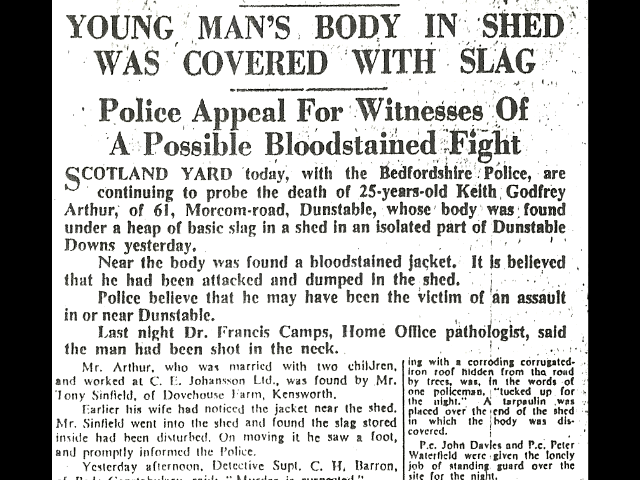 YOUNG MAN'S BODY IN SHED
WAS COVERED WITH SLAG
Police Appeal For Witnesses Of
A Possible Bloodstained Fight
SCOTLAND YARD today, with the Bedfordshire Police, are
continuing to probe the death of 25-years-old Keith Godfrey
Arthur, of 61, Morcom-road, Dunstable, whose body was found
under a heap of basic slag in a shed in an isolated part of Dunstable
Downs yesterday.
Near the body was found a bloodstained jacket. It is believed
that he had been attacked and dumped in the shed.
Police believe that he may have been the victim of an assault
in or near Dunstable.
Last night Dr. Francis Camps, Home Office pathologist, said
the man had been shot in the neck.
Mr. Arthur, who was married with two children,
and worked at C. E. Johansson Ltd., was found by Mr.
Tony Sinfield, of Dovehouse Farm, Kensworth.
Earlier his wife had noticed the jacket near the shed.
Mr. Sinfield went into the shed and found the slag stored
inside had been disturbed. On moving it he saw a foot,
and promptly informed the Police.
Yesterday afternoon, Detective Supt. C. H. Barron,
ing with a corroding corrugated-
iron roof hidden from the road
by trees, was, in the words of
one policeman, "tucked up for
the night." A tarpaulin was
placed over the end of the shed
in which the body was dis-
covered.
P.c. John Davies and P.c. Peter
Waterfield were given the lonely
job of standing guard over the
site for the night.